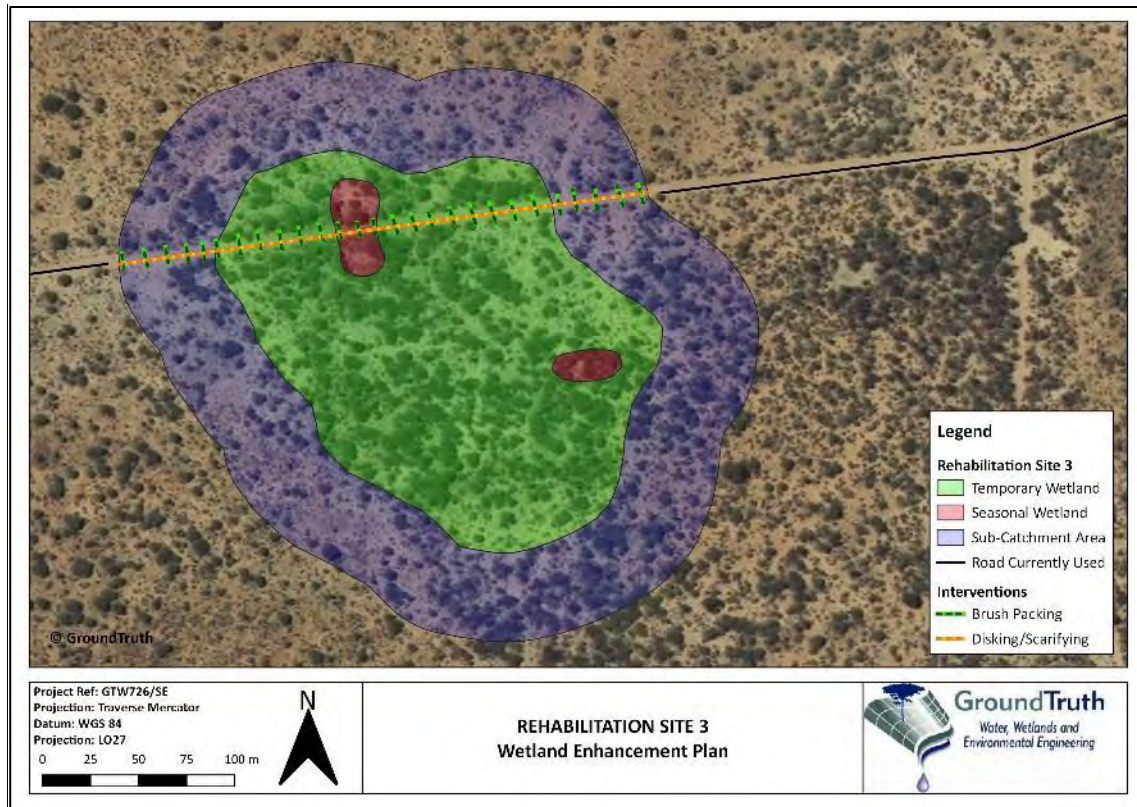 Legend
Rehabilitation Site 3
Temporary Wetland
Seasonal Wetland
Sub-Catchment Area
Road Currently Used
Interventions
Brush Packing
Disking/Scarifying
© GroundTruth
Project Ref: GTW726/SE
Projection: Traverse Mercator
Datum: WGS 84
Projection: LO27
0 25 50 75 100 m
N
REHABILITATION SITE 3
Wetland Enhancement Plan
GroundTruth
Water, Wetlands and
Environmental Engineering